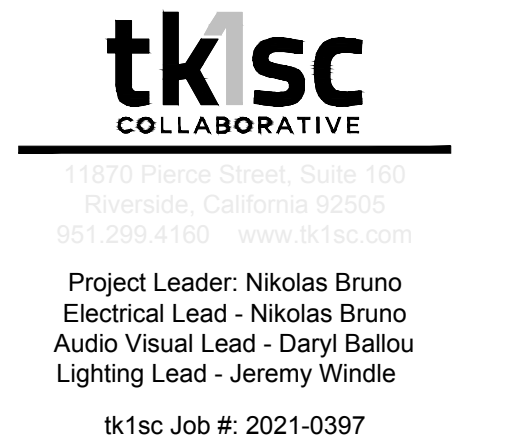 tk1sc
COLLABORATIVE
11870 Pierce Street, Suite 160
Riverside, California 92505
951.299.4160 www.tk1sc.com
Project Leader: Nikolas Bruno
Electrical Lead - Nikolas Bruno
Audio Visual Lead - Daryl Ballou
Lighting Lead - Jeremy Windle
tk1sc Job #: 2021-0397